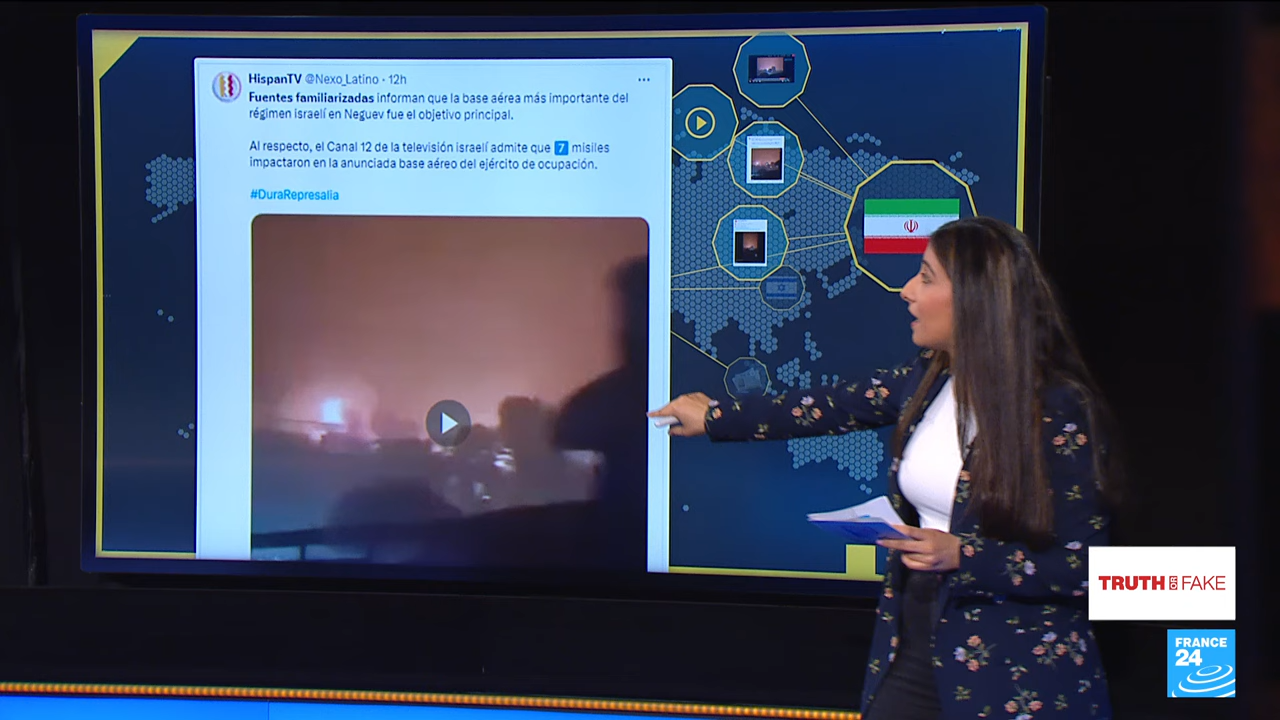 HispanTV @Nexo_Latino · 12h
Fuentes familiarizadas informan que la base aérea más importante del
régimen israelí en Neguev fue el objetivo principal.
Al respecto, el Canal 12 de la televisión israelí admite que 7 misiles
impactaron en la anunciada base aéreo del ejército de ocupación.
#DuraRepresalia
TRUTH OR FAKE
FRANCE
24